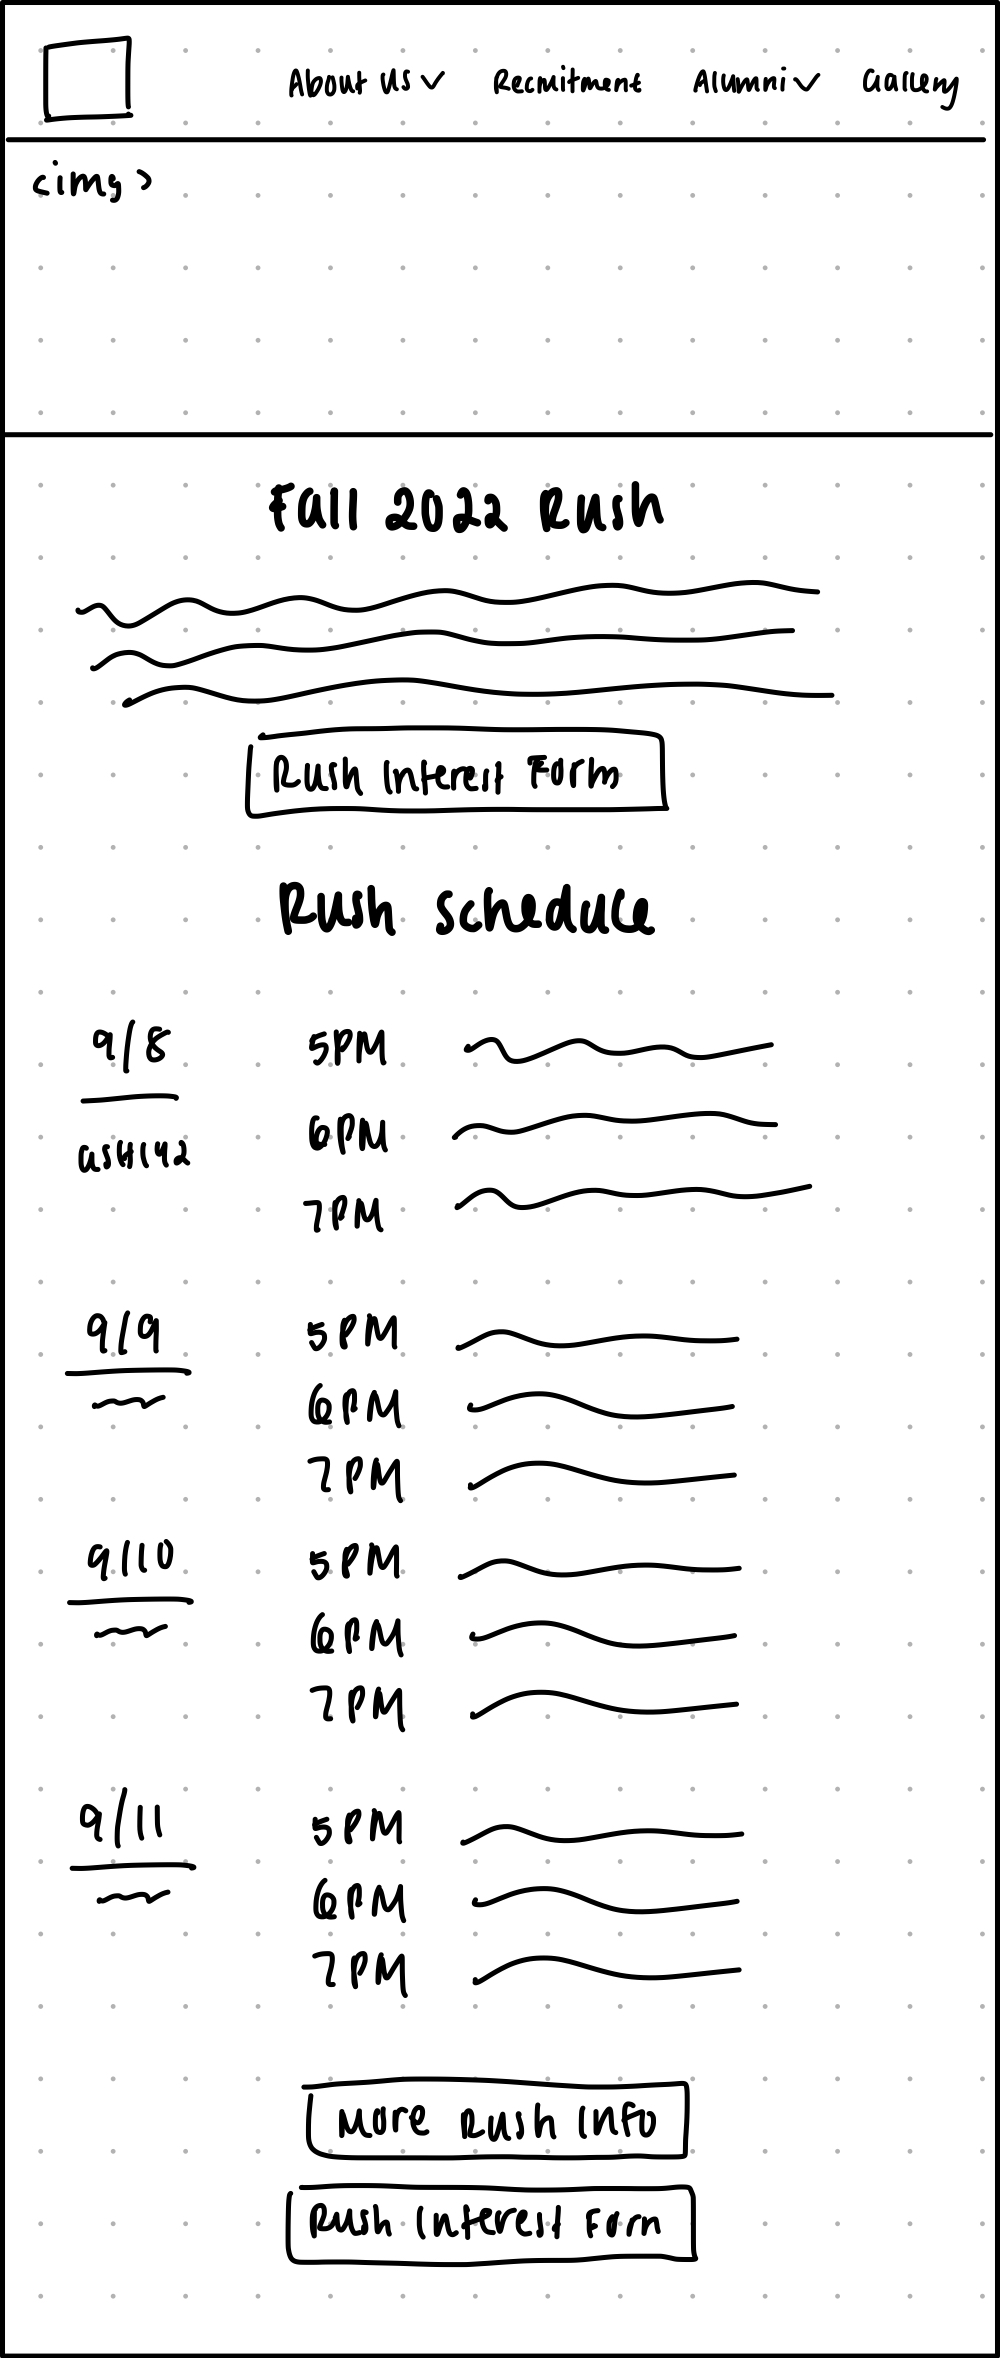 About us Recruitment Alumni Gallery
<img>
Fall 2022 Rush
Rush Interest Form
Rush Schedule
9/8 5PM
6PM
ash142
7PM
9/9 5PM
6PM
7PM
9/10 5PM
6PM
7PM
9/11 5PM
6PM
7PM
More Rush Info
Rush Interest Form